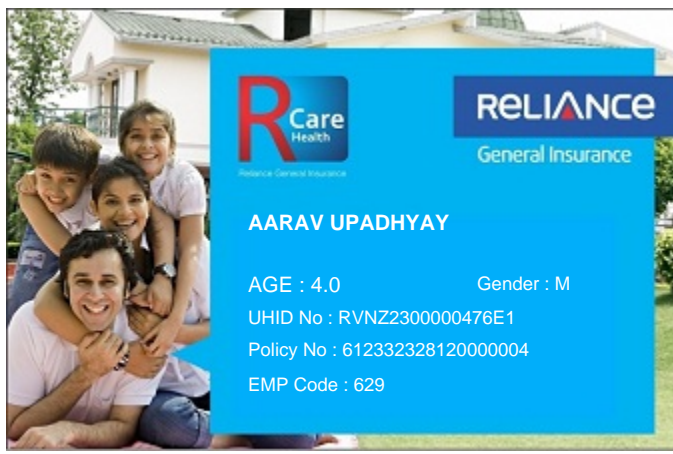 RCare
Health
Reliance General Insurance
RELIANCE
General Insurance
AARAV UPADHYAY
AGE : 4.0 Gender : M
UHID No : RVNZ2300000476E1
Policy No : 612332328120000004
EMP Code : 629